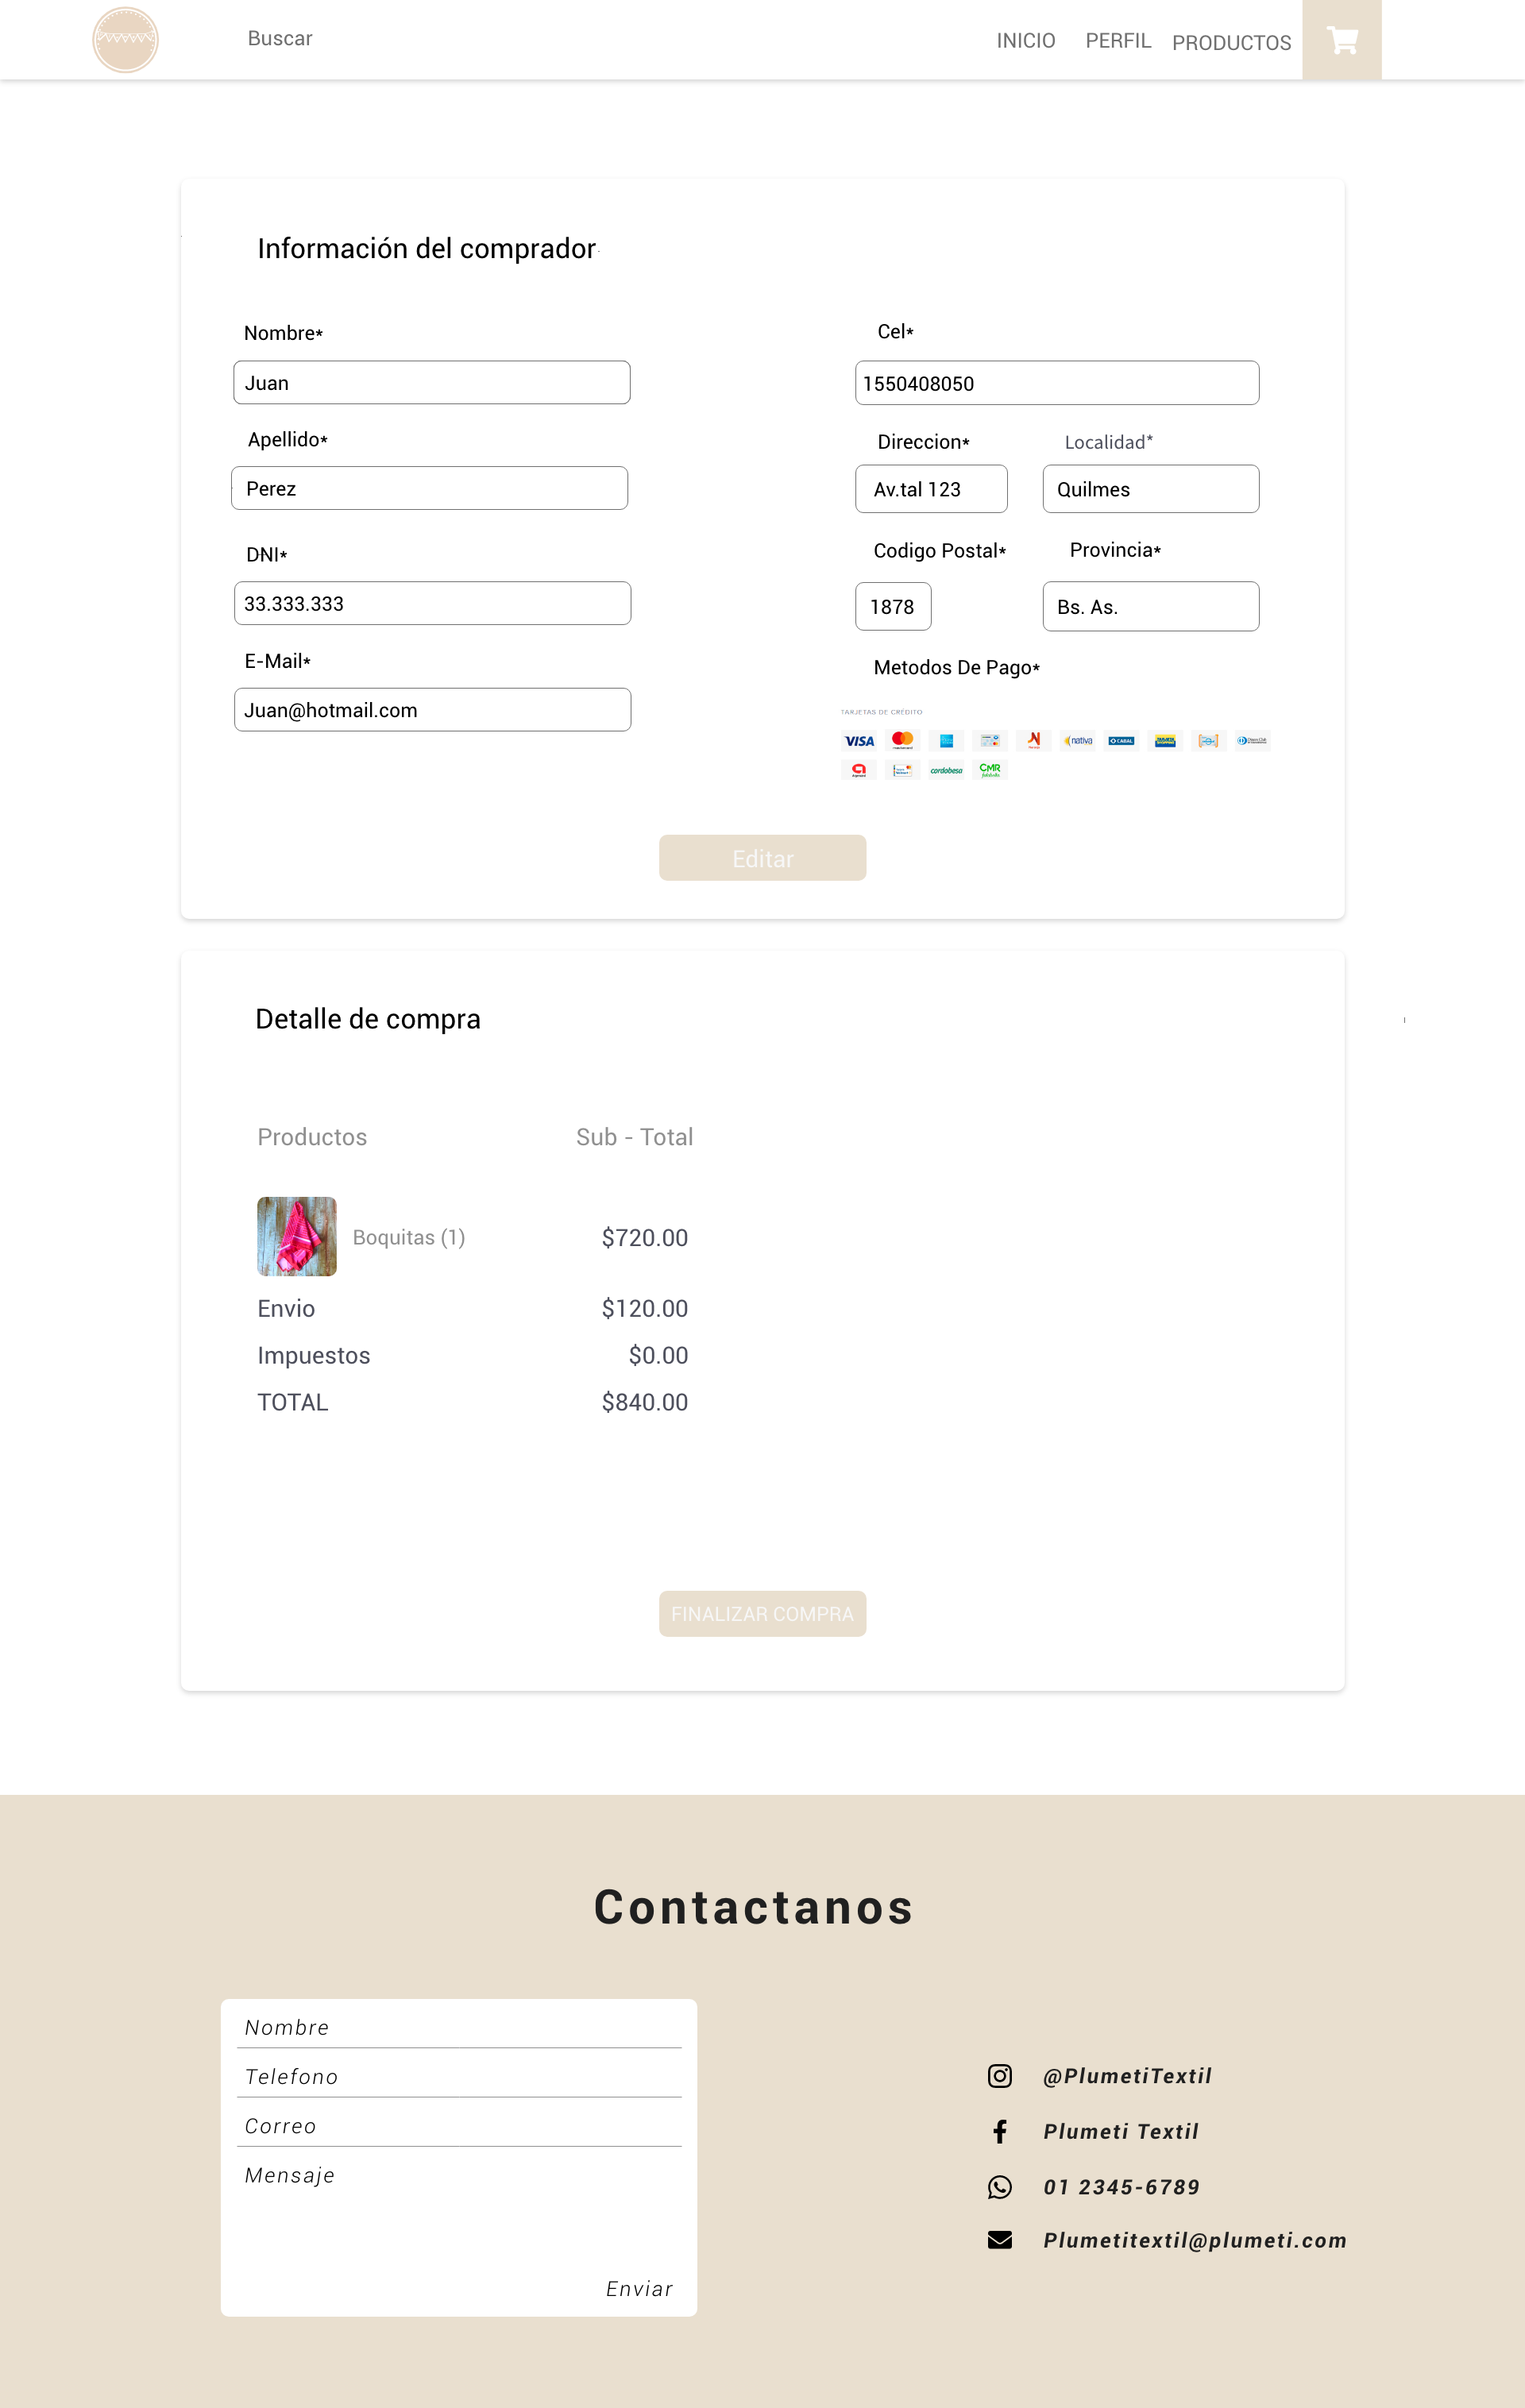 Buscar
INICIO PERFIL PRODUCTOS
Información del comprador
Nombre*
Juan
Apellido*
Perez
DNI*
33.333.333
E-Mail*
Juan@hotmail.com
Cel*
1550408050
Direccion* Localidad*
Av.tal 123 Quilmes
Codigo Postal* Provincia*
1878 Bs. As.
Metodos De Pago*
TARJETAS DE CRÉDITO
VISA nativa CABAL
cordobesa CMR
Editar
Detalle de compra
Productos Sub - Total
Boquitas (1) $720.00
Envio $120.00
Impuestos $0.00
TOTAL $840.00
FINALIZAR COMPRA
Contactanos
Nombre
Telefono
Correo
Mensaje
Enviar
@PlumetiTextil
Plumeti Textil
01 2345-6789
Plumetitextil@plumeti.com